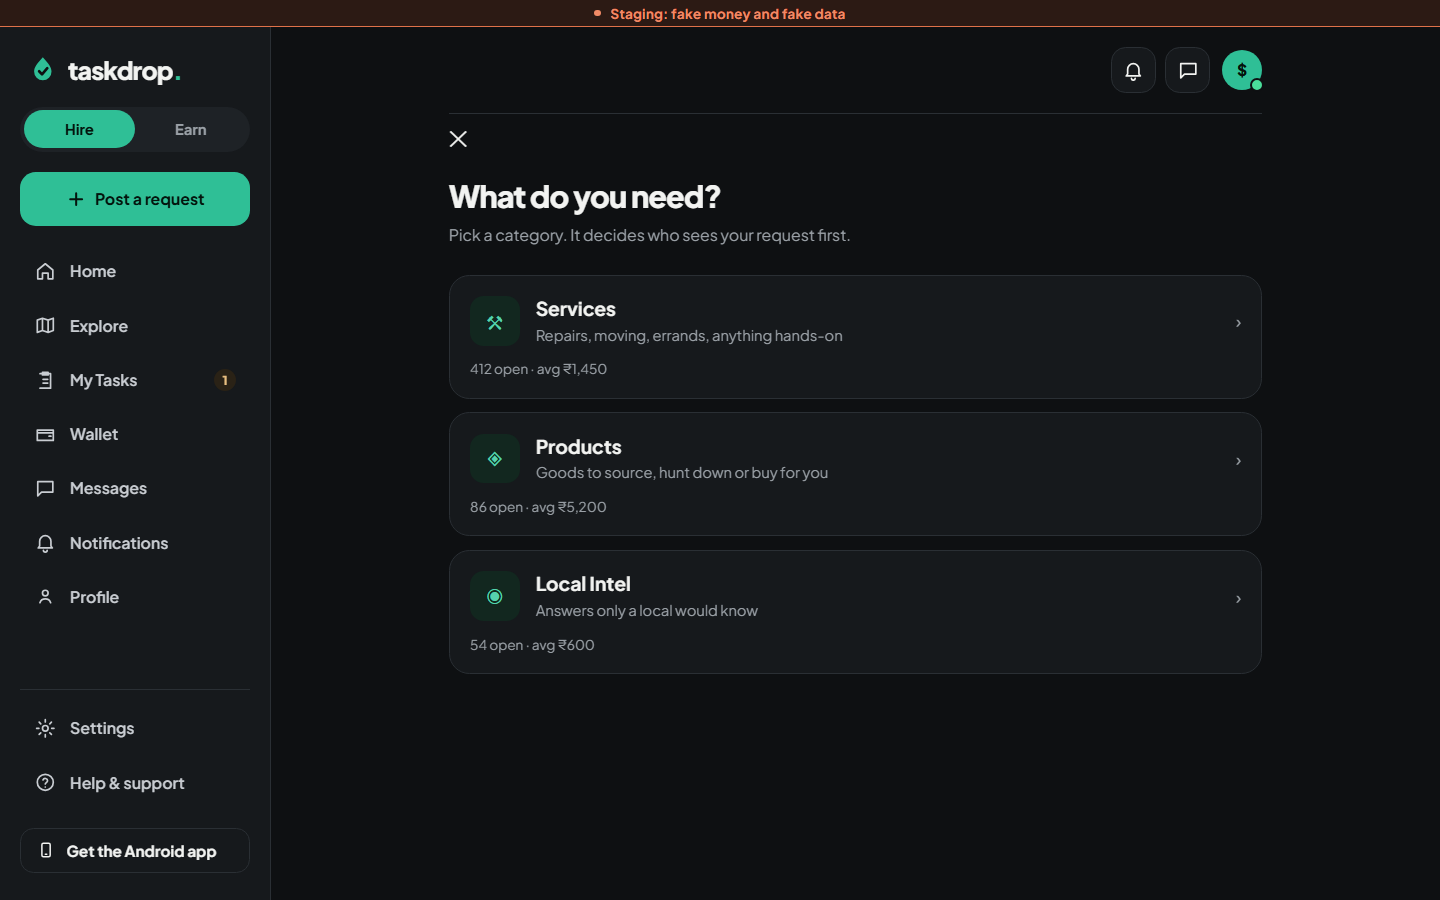 Staging: fake money and fake data
taskdrop.
Hire
Earn
+ Post a request
Home
Explore
My Tasks
1
Wallet
Messages
Notifications
Profile
Settings
Help & support
Get the Android app
$
What do you need?
Pick a category. It decides who sees your request first.
Services
Repairs, moving, errands, anything hands-on
412 open · avg ₹1,450
Products
Goods to source, hunt down or buy for you
86 open · avg ₹5,200
Local Intel
Answers only a local would know
54 open · avg ₹600